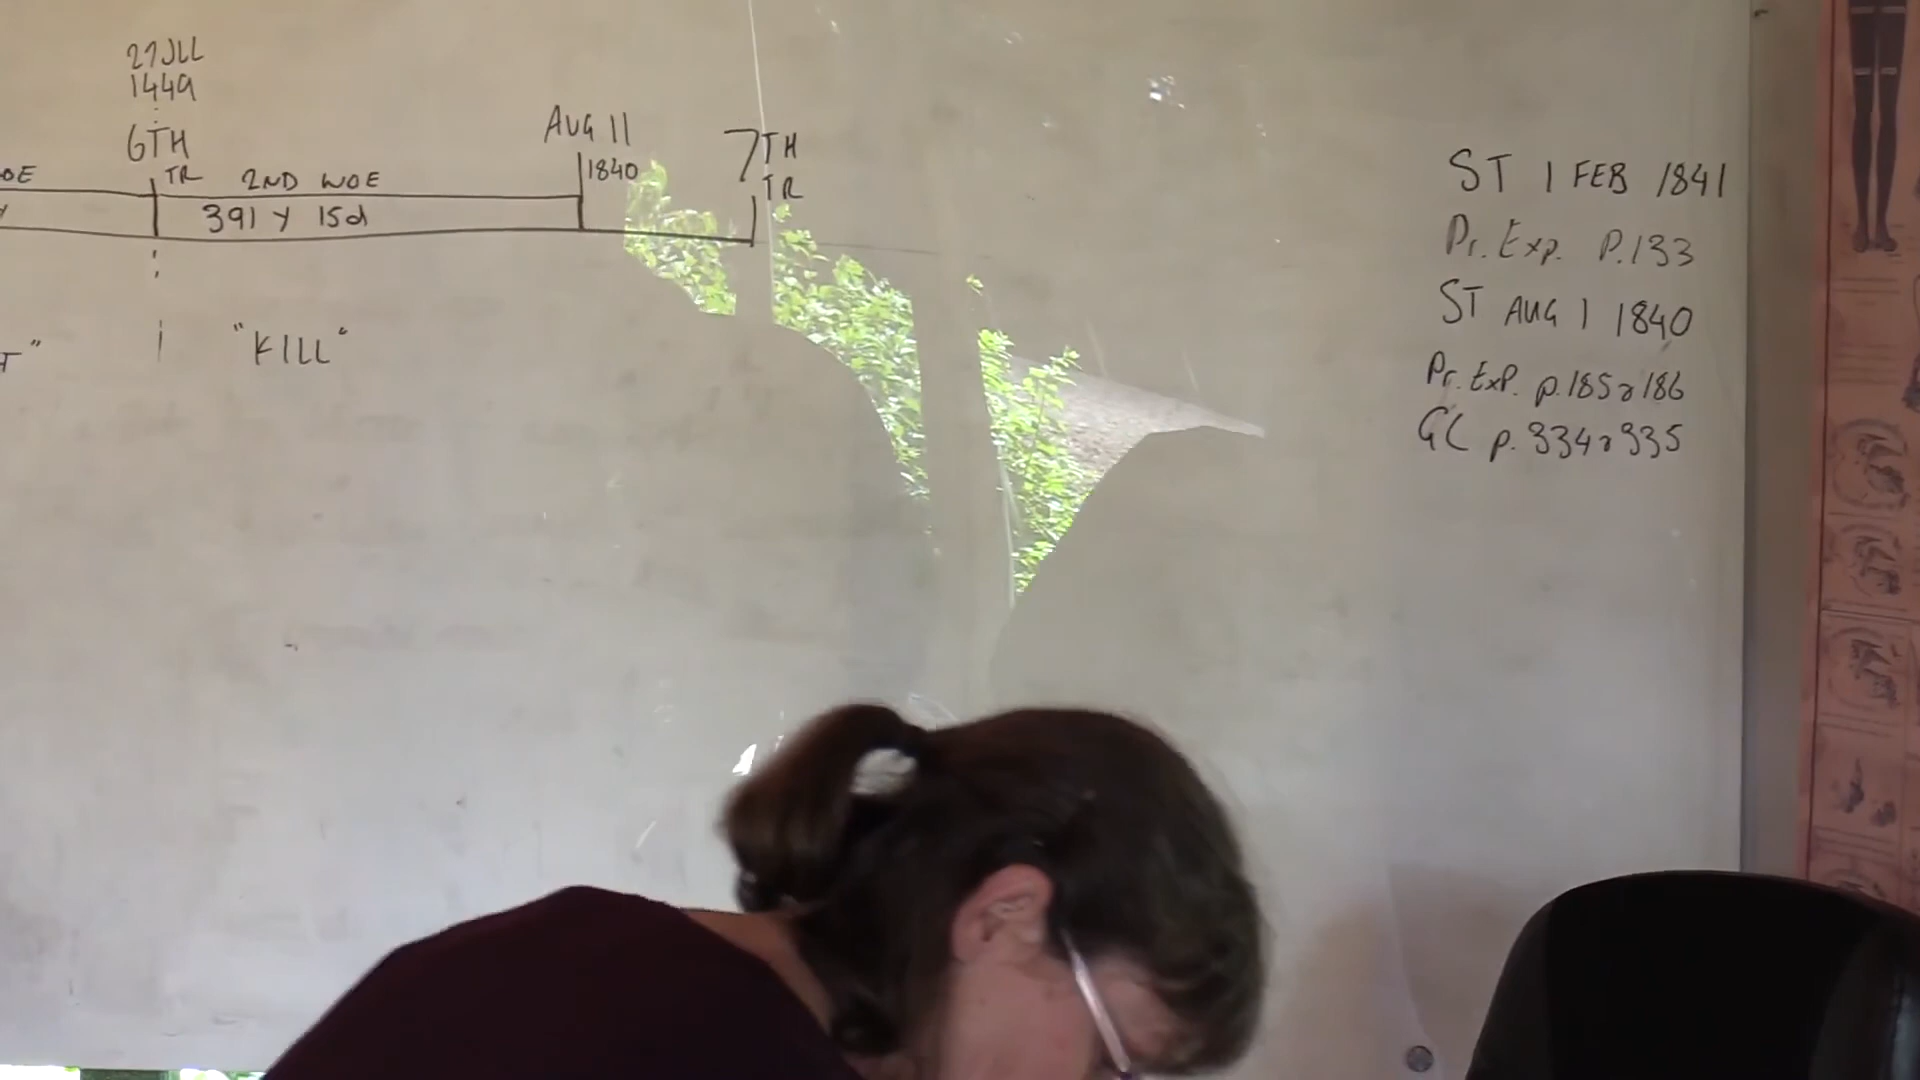 27 JUL
1449
6TH
TR
2ND WOE
391 Y 15d
"KILL"
AUG 11
1840
7TH
TR
ST 1 FEB 1841
Pr. Exp. P.133
ST AUG 1 1840
Pr. Exp. p.185 & 186
GC p. 334 & 335